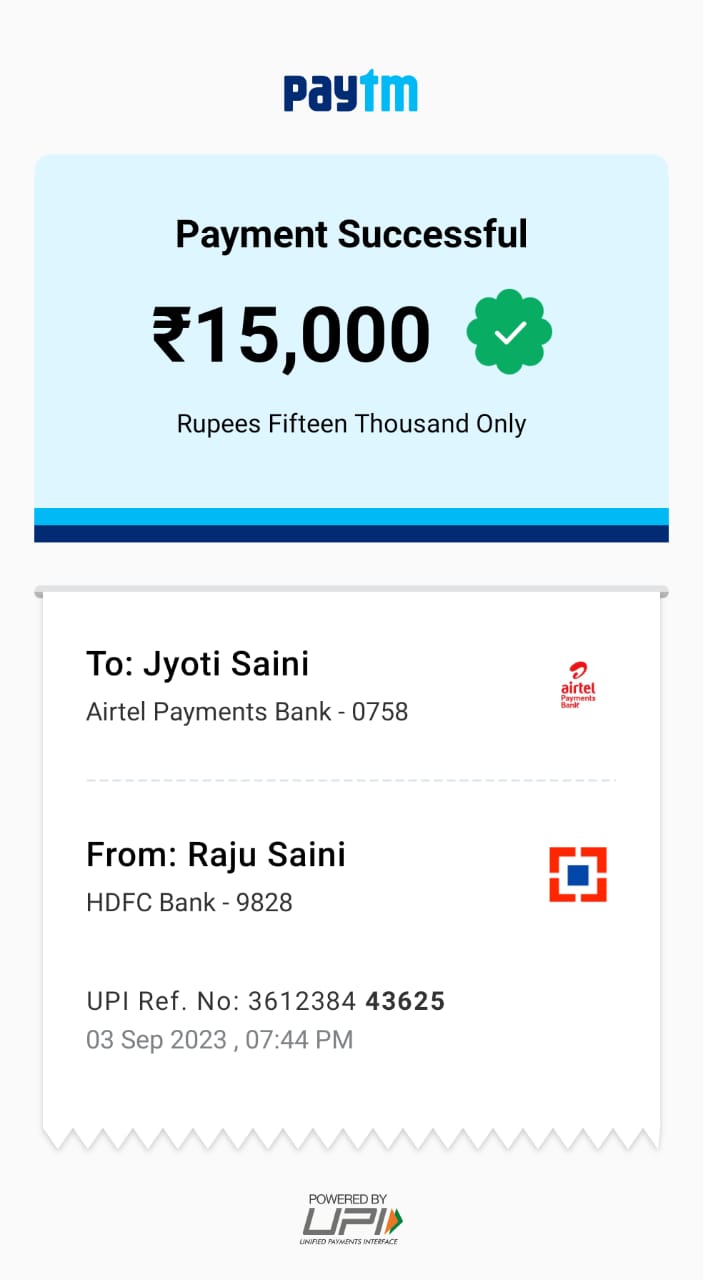 paytm
Payment Successful
₹15,000
Rupees Fifteen Thousand Only
To: Jyoti Saini
Airtel Payments Bank - 0758
airtel
Payments
Bank
From: Raju Saini
HDFC Bank - 9828
UPI Ref. No: 3612384 43625
03 Sep 2023 , 07:44 PM
POWERED BY
UPI
UNIFIED PAYMENTS INTERFACE